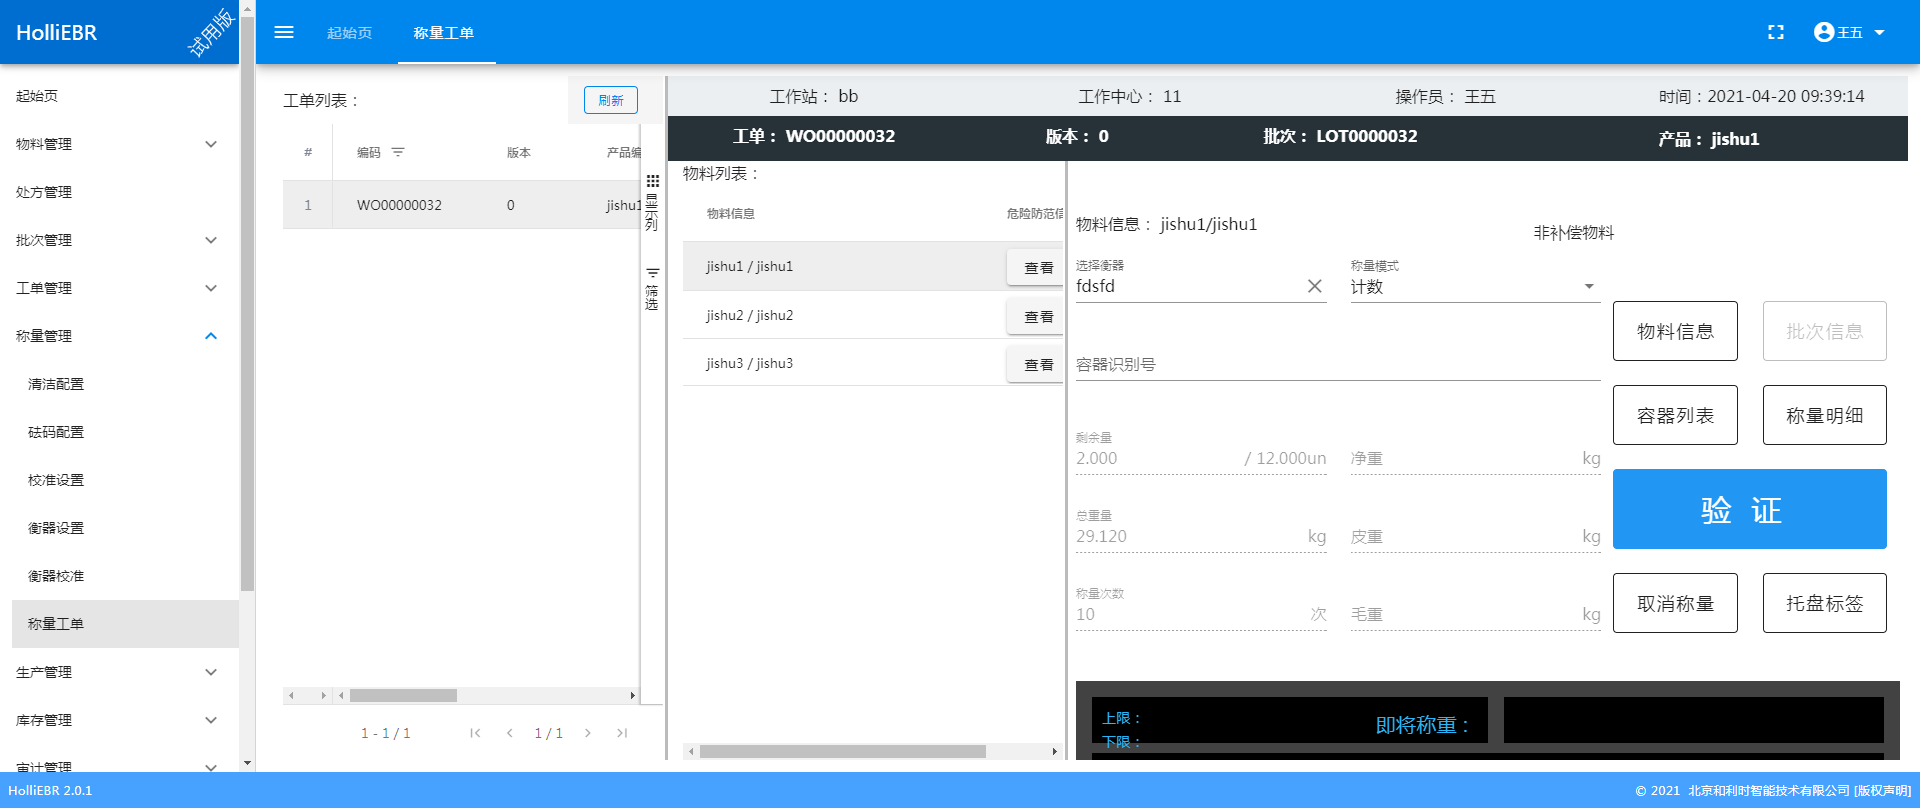 HolliEBR
试用版
起始页
称量工单
王五
起始页
物料管理
处方管理
批次管理
工单管理
称量管理
清洁配置
砝码配置
校准设置
衡器设置
衡器校准
称量工单
生产管理
库存管理
审计管理
工单列表：
刷新
# 编码 版本 产品编
1 WO00000032 0 jishu1
显示列
筛选
1 - 1 / 1
1 / 1
工作站： bb 工作中心： 11 操作员： 王五 时间：2021-04-20 09:39:14
工单： WO00000032 版本： 0 批次： LOT0000032 产品： jishu1
物料列表：
物料信息 危险防范信
jishu1 / jishu1 查看
jishu2 / jishu2 查看
jishu3 / jishu3 查看
物料信息： jishu1/jishu1
非补偿物料
选择衡器 称量模式
fdsfd 计数
容器识别号
剩余量
2.000 / 12.000un 净重 kg
总重量
29.120 kg 皮重 kg
称量次数
10 次 毛重 kg
物料信息 批次信息
容器列表 称量明细
验 证
取消称量 托盘标签
上限：
下限：
即将称重：
HolliEBR 2.0.1
© 2021 北京和利时智能技术有限公司 [版权声明]